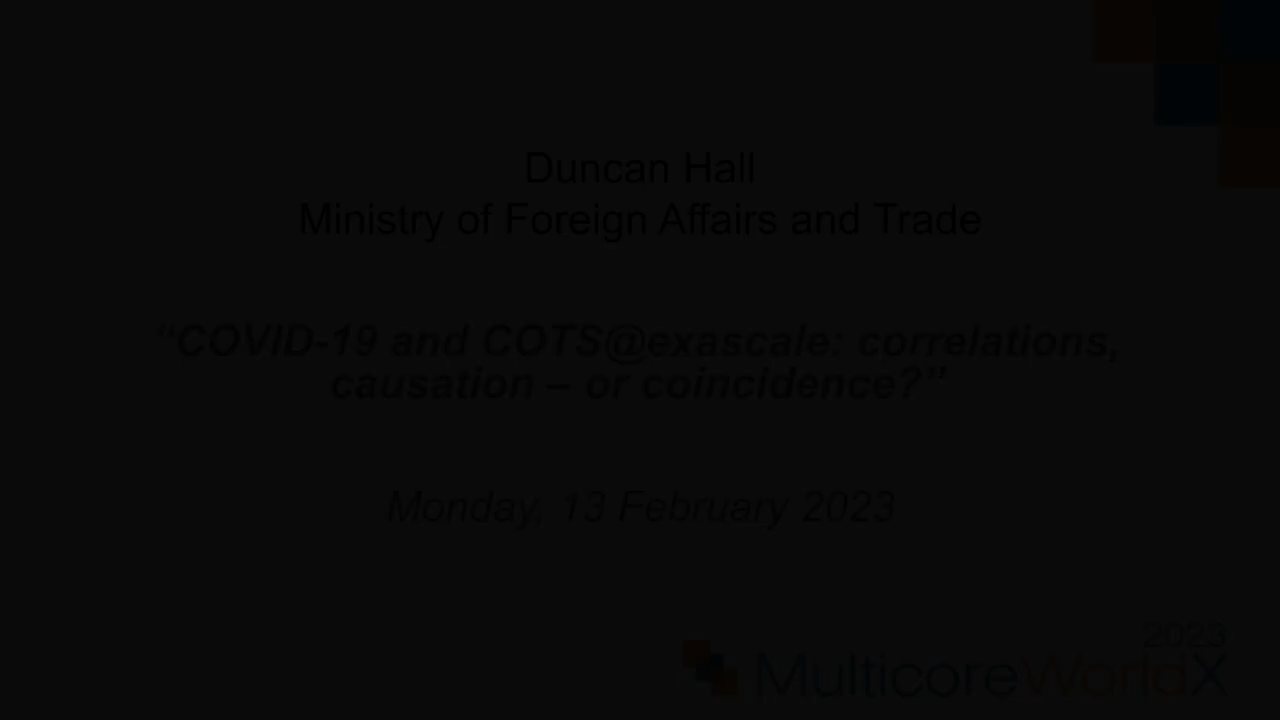 Duncan Hall
Ministry of Foreign Affairs and Trade
“COVID-19 and COTS@exascale: correlations,
causation – or coincidence?”
Monday, 13 February 2023
2023
MulticoreWorldX